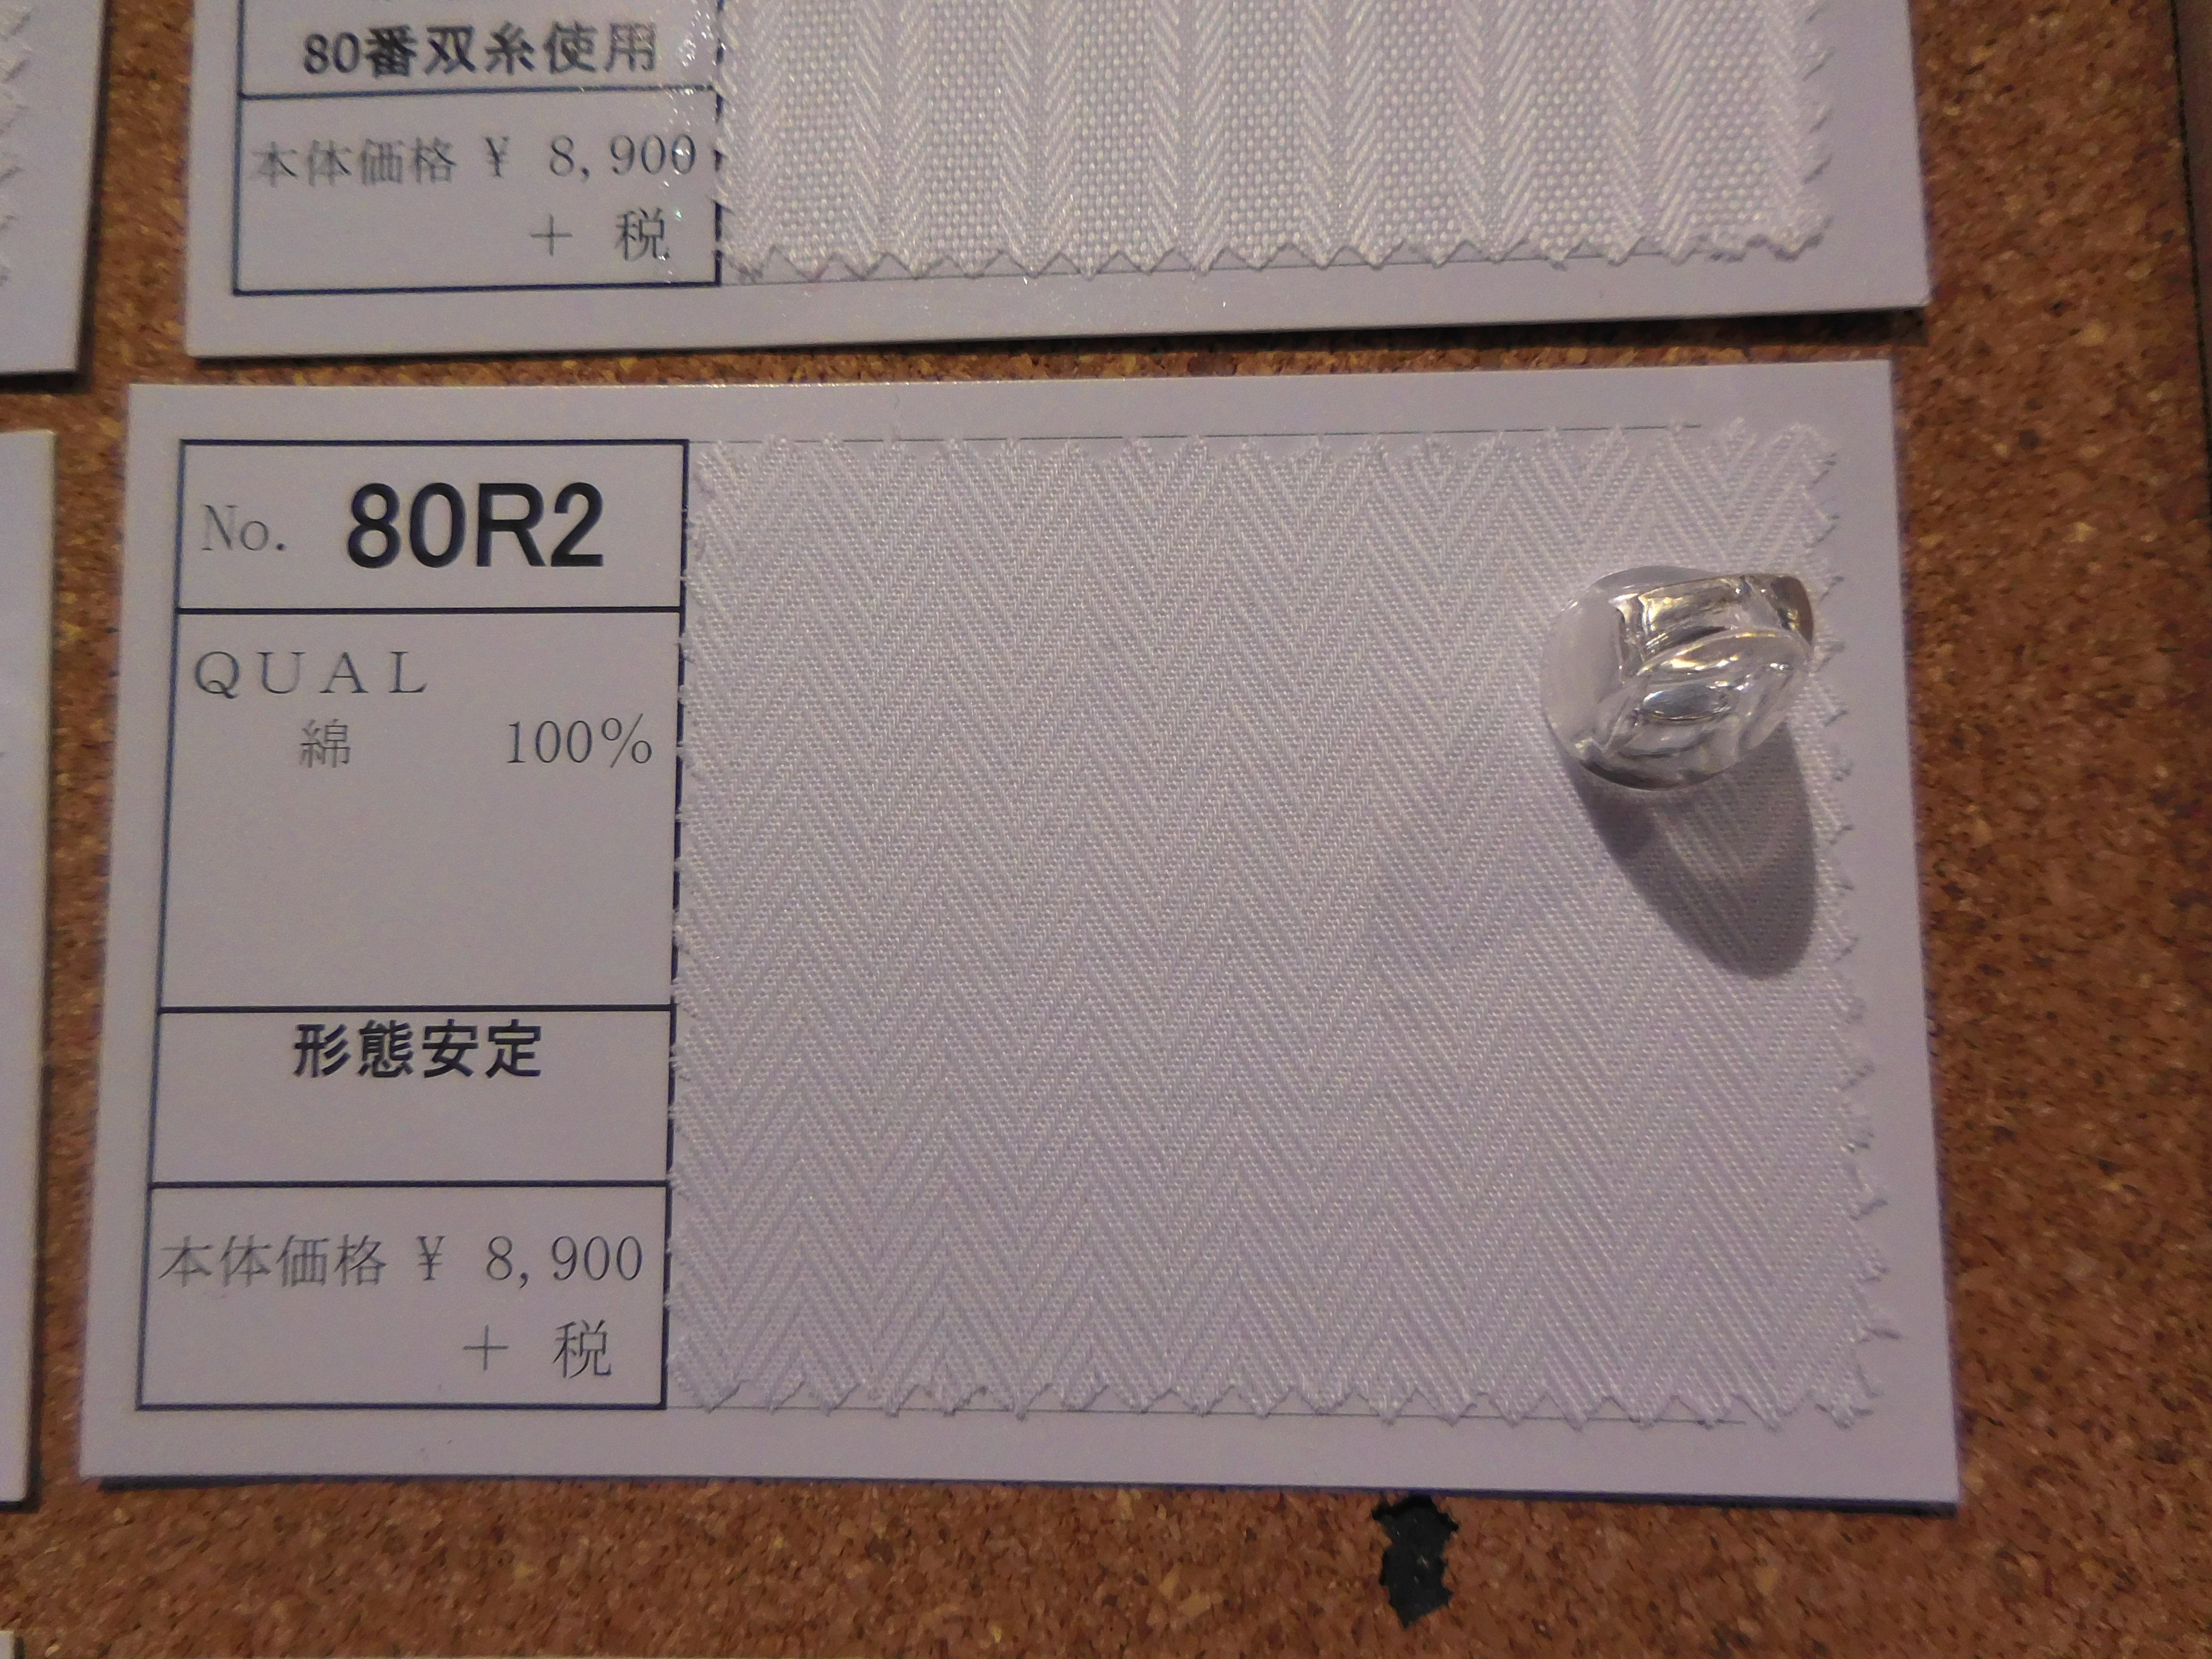 80番双糸使用
本体価格 ¥ 8,900
+ 税
No. 80R2
QUAL
綿 100%
形態安定
本体価格 ¥ 8,900
+ 税